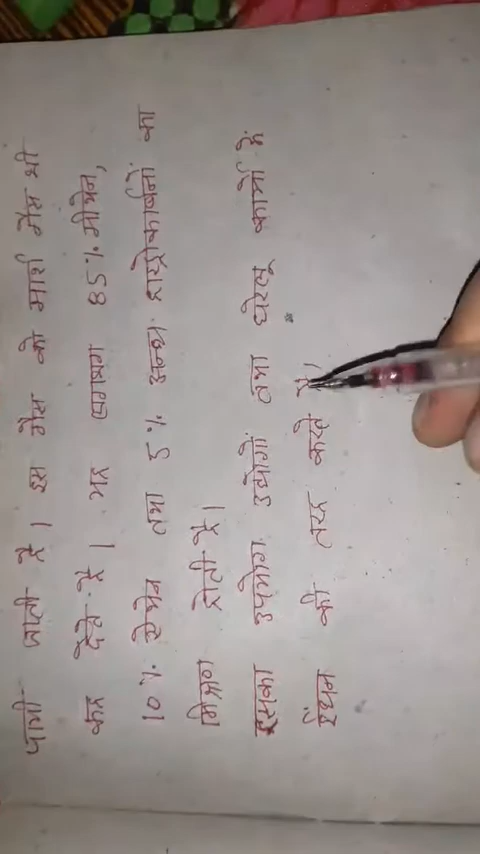 पायी जाती है। इस गैस को मार्श गैस भी
कह देते है। यह लगभग 85% मीथेन,
10% ऐथेन तथा 5% अन्य हाइड्रोकार्बनों का
मिश्रण होती है।
इसका उपयोग उद्योगों तथा घरेलू कार्यों में
ईंधन की तरह करते है,